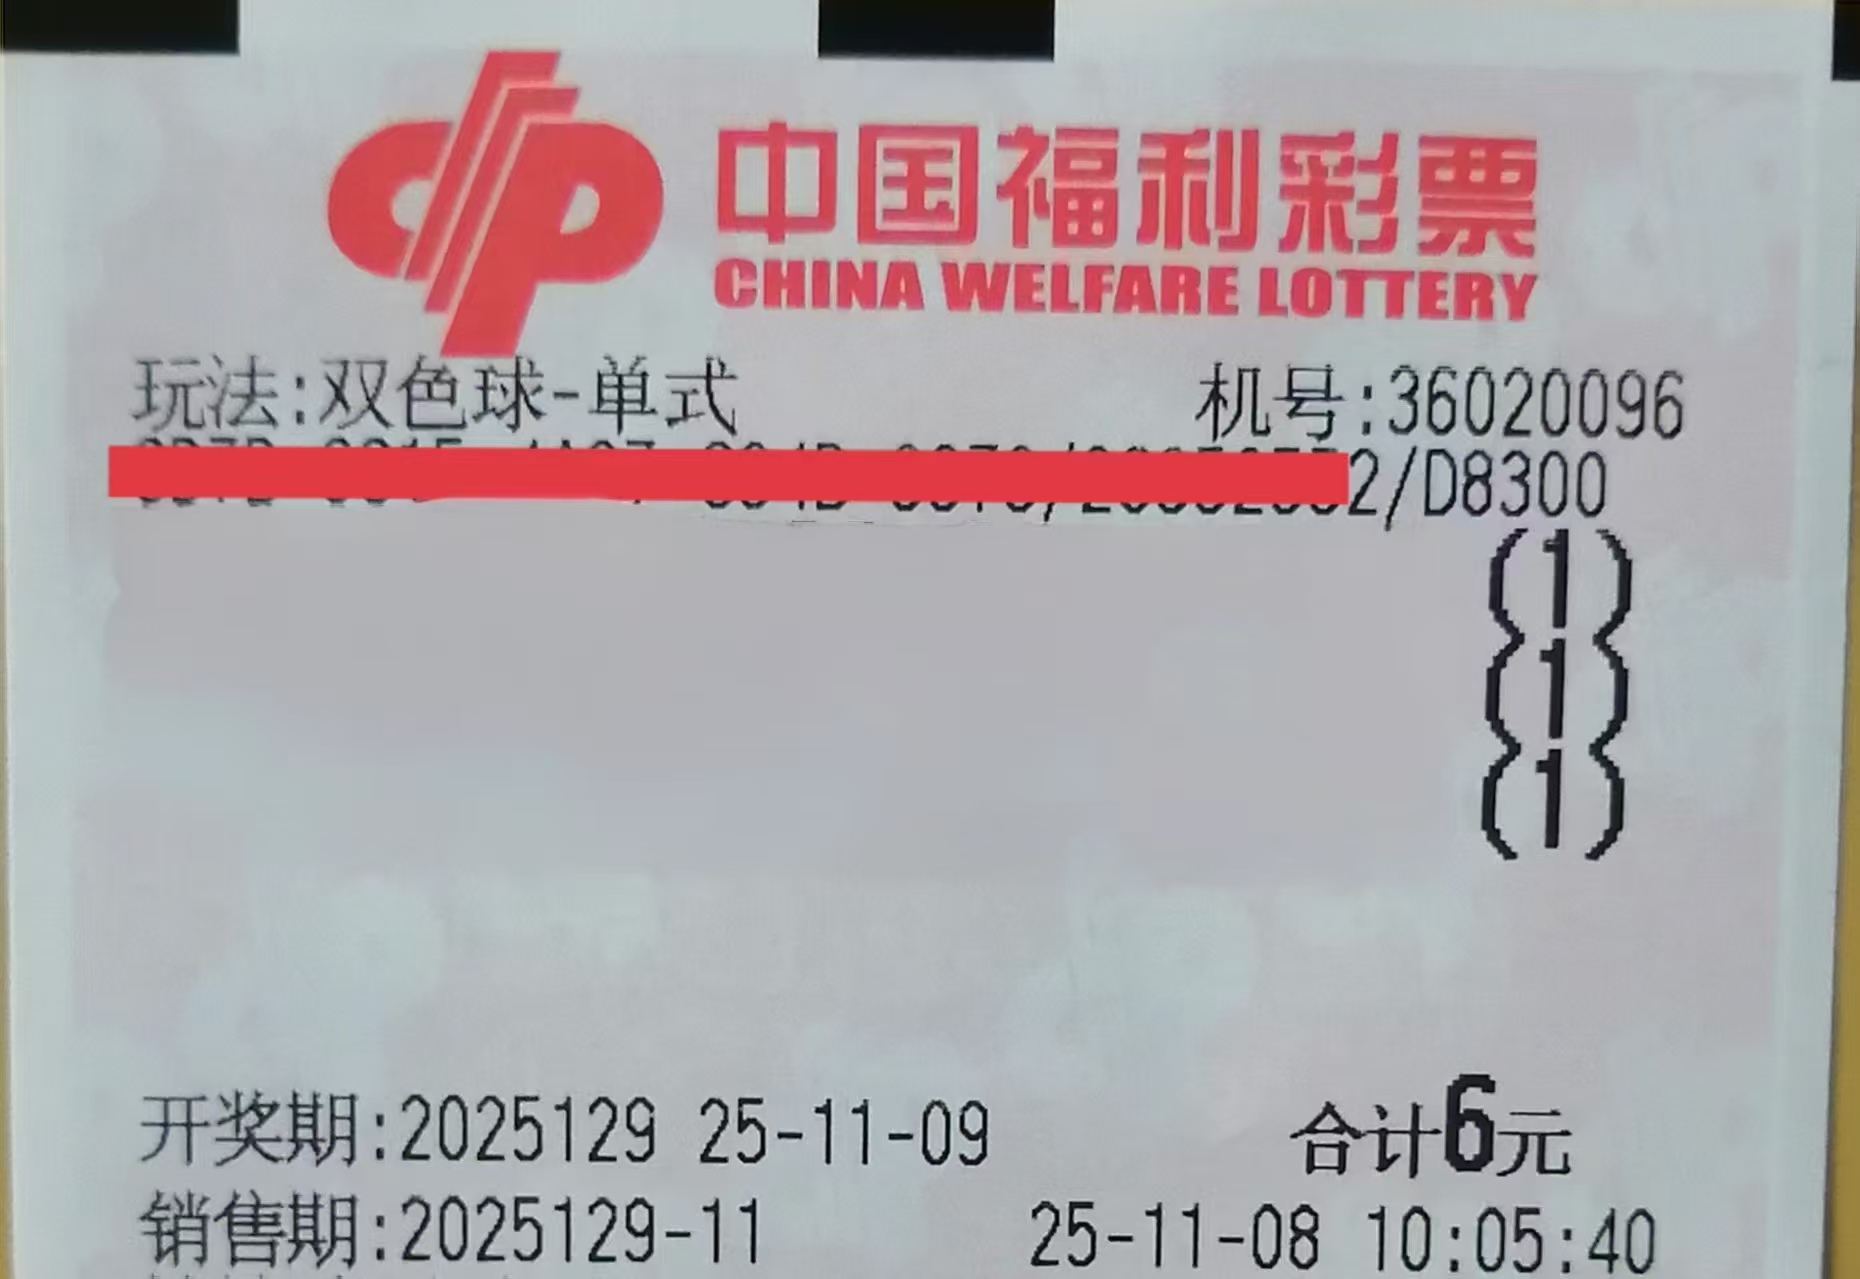 中国福利彩票
CHINA WELFARE LOTTERY
玩法:双色球-单式 机号:36020096
2/D8300
(1)
(1)
(1)
开奖期:2025129 25-11-09 合计6元
销售期:2025129-11 25-11-08 10:05:40